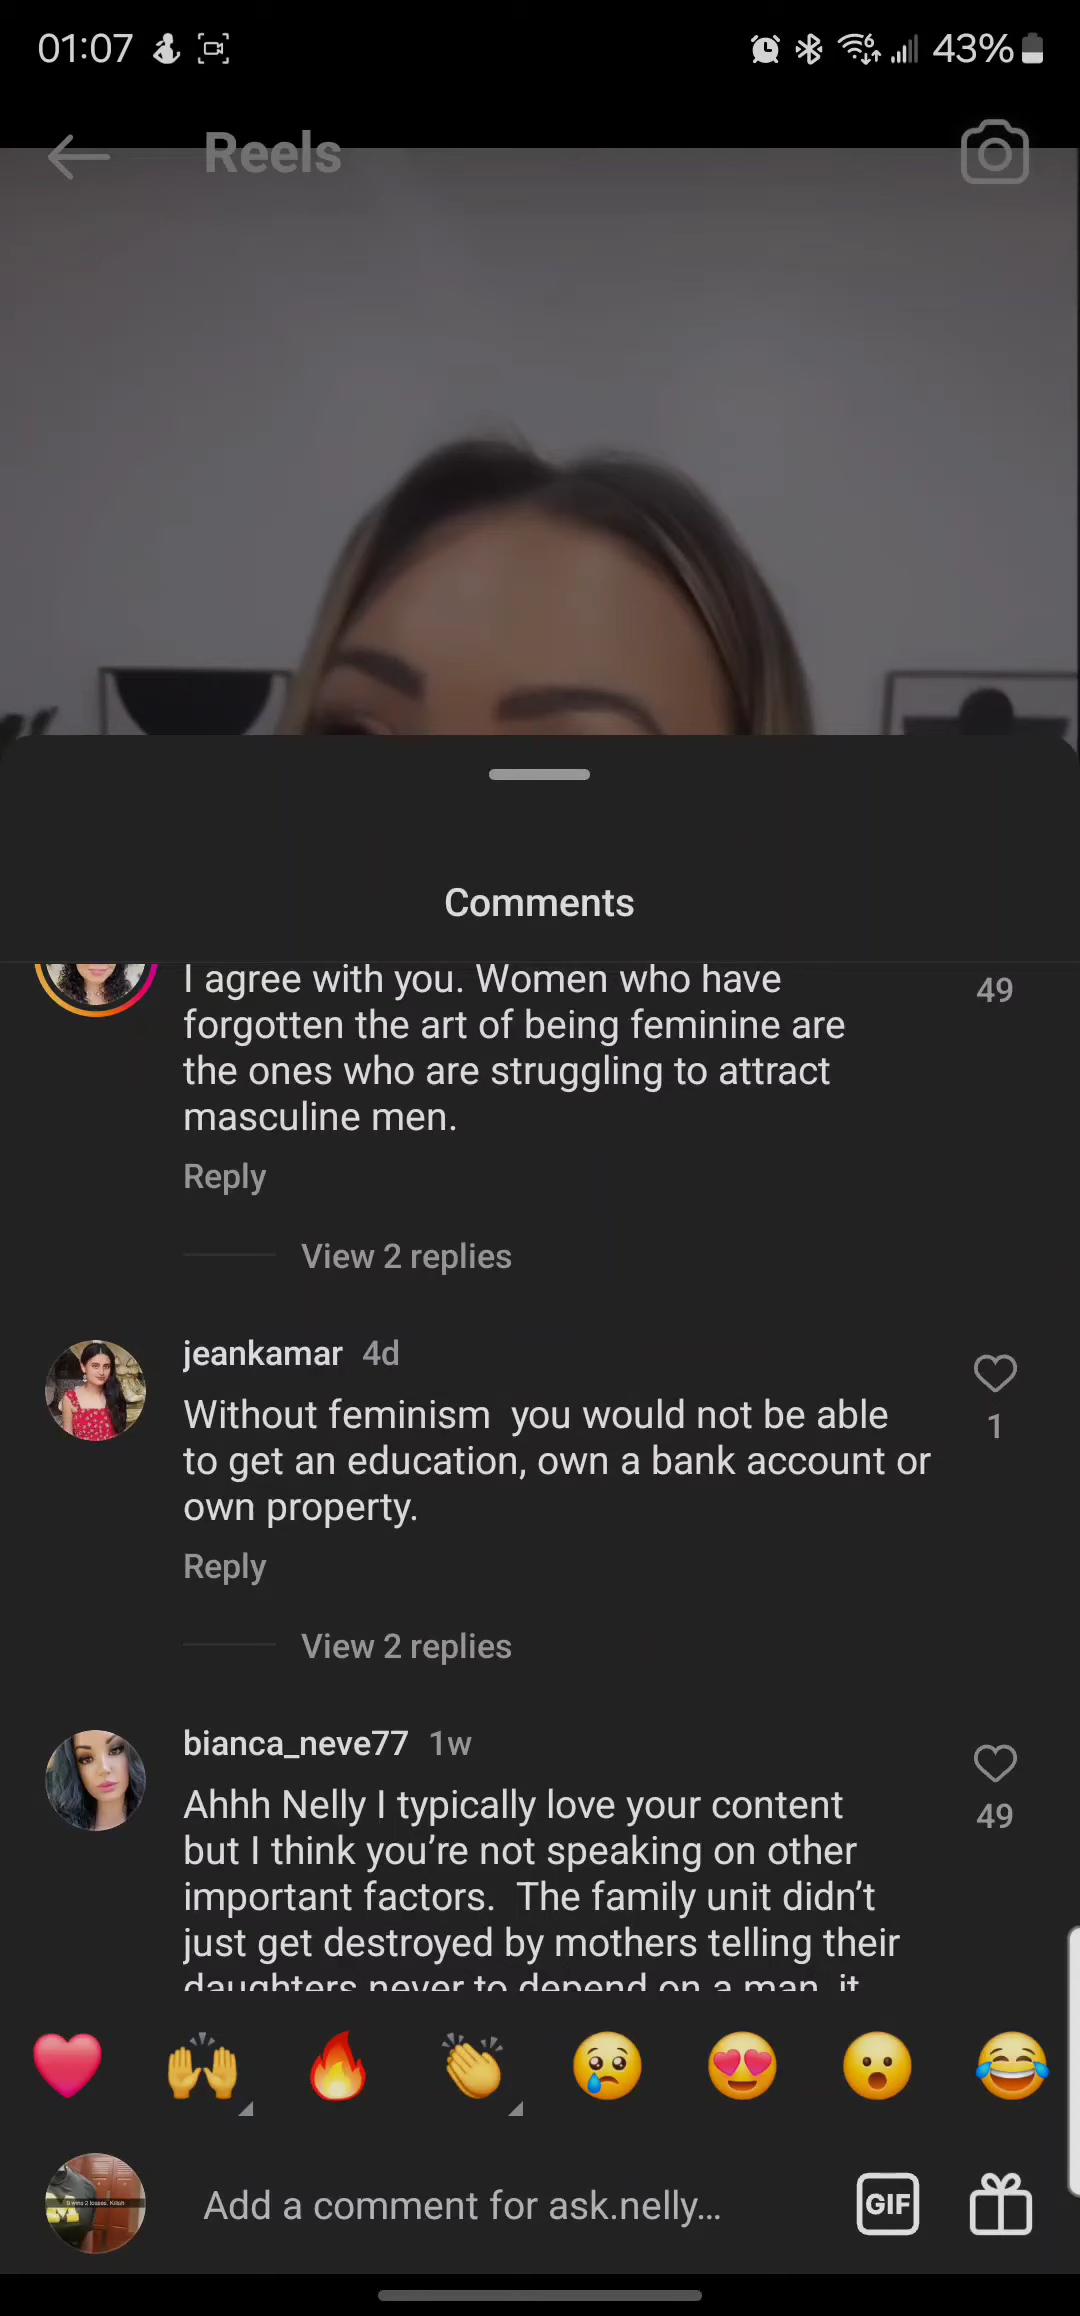 01:07
6
43%
Reels
Comments
I agree with you. Women who have
forgotten the art of being feminine are
the ones who are struggling to attract
masculine men.
49
Reply
View 2 replies
jeankamar 4d
Without feminism  you would not be able
to get an education, own a bank account or
own property.
1
Reply
View 2 replies
bianca_neve77 1w
Ahhh Nelly I typically love your content
but I think you’re not speaking on other
important factors.  The family unit didn’t
just get destroyed by mothers telling their
daughters never to depend on a man, it
49
Add a comment for ask.nelly...
GIF